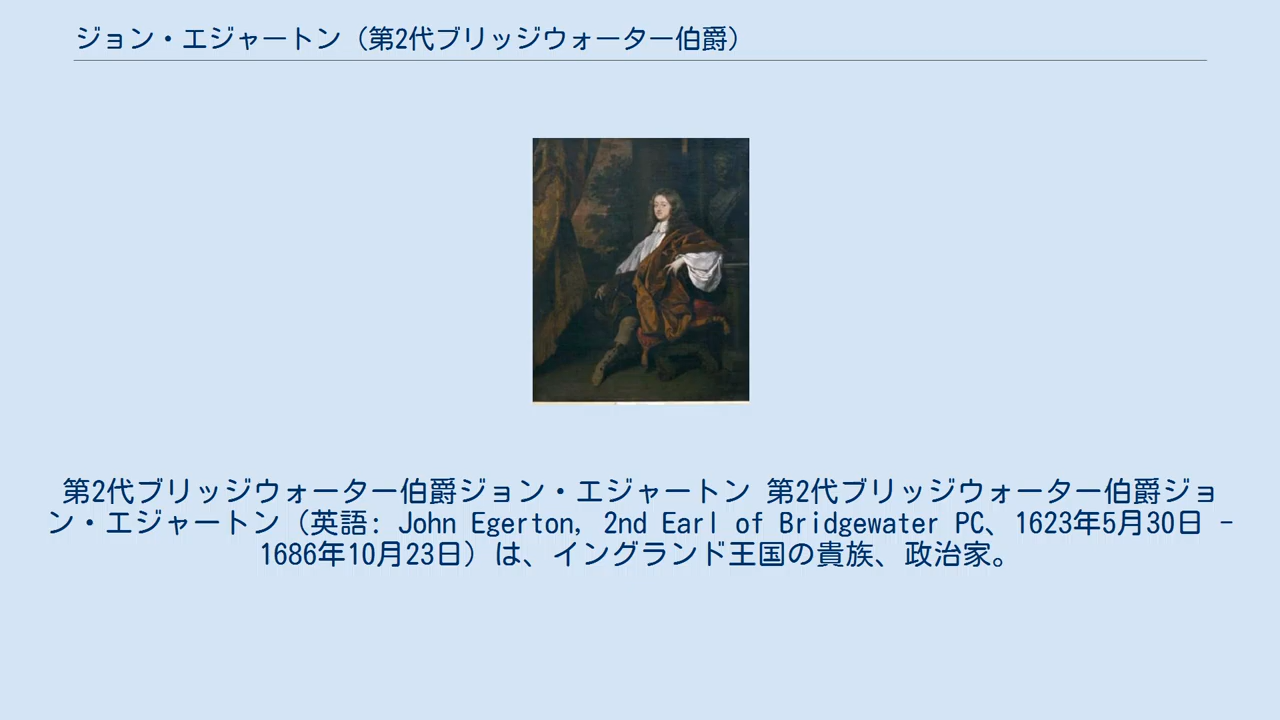 ジョン・エジャートン（第2代ブリッジウォーター伯爵）
第2代ブリッジウォーター伯爵ジョン・エジャートン 第2代ブリッジウォーター伯爵ジョ
ン・エジャートン（英語: John Egerton, 2nd Earl of Bridgewater PC、1623年5月30日 -
1686年10月23日）は、イングランド王国の貴族、政治家。